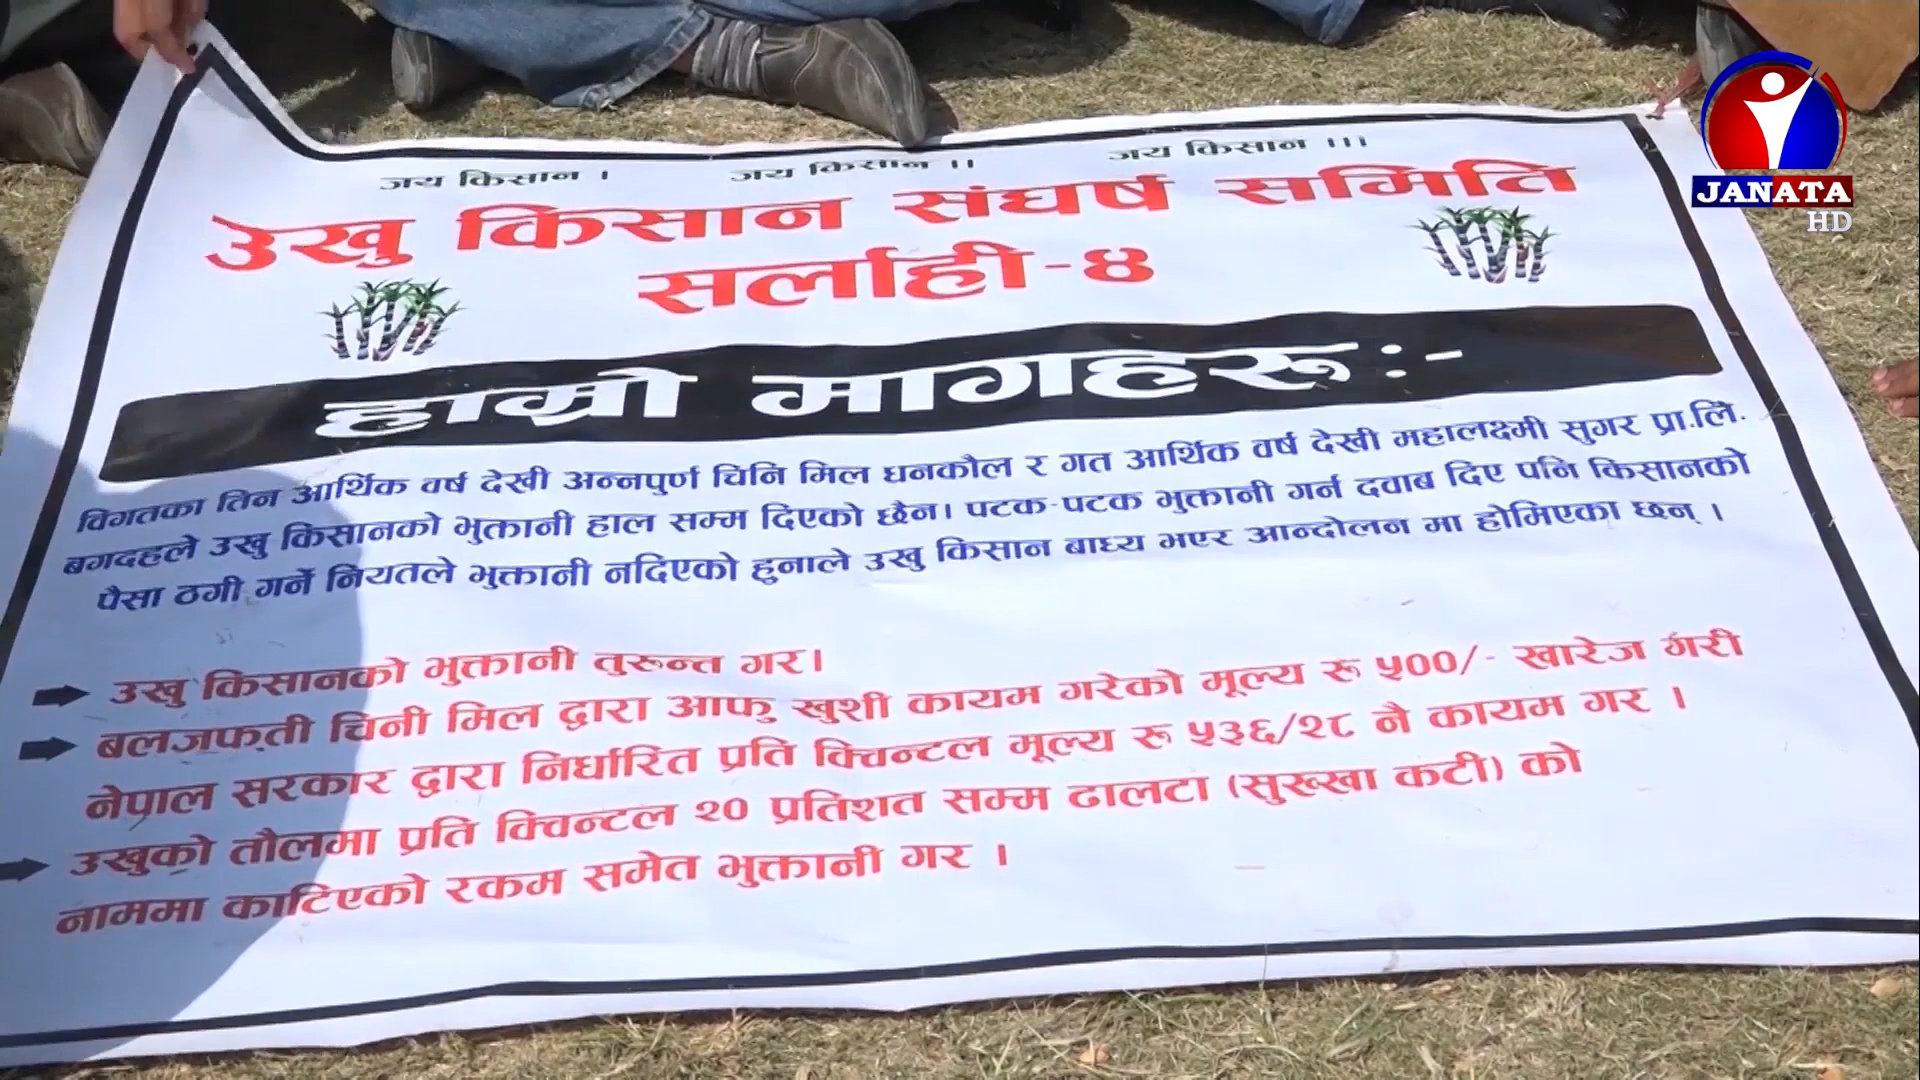 जय किसान । जय किसान ।। जय किसान ।।।
उखु किसान संघर्ष समिति
सर्लाही-४
हाम्रो मागहरू :-
विगतका तिन आर्थिक वर्ष देखी अन्नपुर्ण चिनि मिल धनकौल र गत आर्थिक वर्ष देखी महालक्ष्मी सुगर प्रा.लि.
बगदहले उखु किसानको भुक्तानी हाल सम्म दिएको छैन। पटक-पटक भुक्तानी गर्न दवाब दिए पनि किसानको
पैसा ठगी गर्ने नियतले भुक्तानी नदिएको हुनाले उखु किसान बाध्य भएर आन्दोलन मा होमिएका छन् ।
उखु किसानको भुक्तानी तुरुन्त गर।
बलजफ्ती चिनी मिल द्वारा आफु खुशी कायम गरेको मूल्य रू ५००/- खारेज गरी
नेपाल सरकार द्वारा निर्धारित प्रति क्विन्टल मूल्य रू ५३६/२८ नै कायम गर ।
उखुको तौलमा प्रति क्विन्टल २० प्रतिशत सम्म ढालटा (सुख्खा कटी) को
नाममा काटिएको रकम समेत भुक्तानी गर ।
JANATA
HD